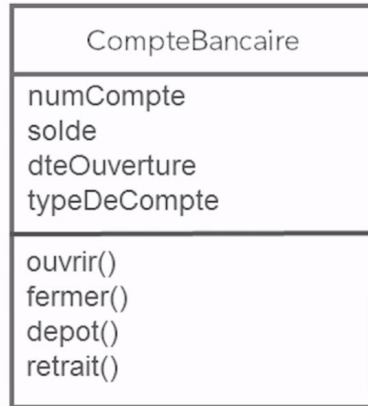 CompteBancaire
numCompte
solde
dteOuverture
typeDeCompte
ouvrir()
fermer()
depot()
retrait()